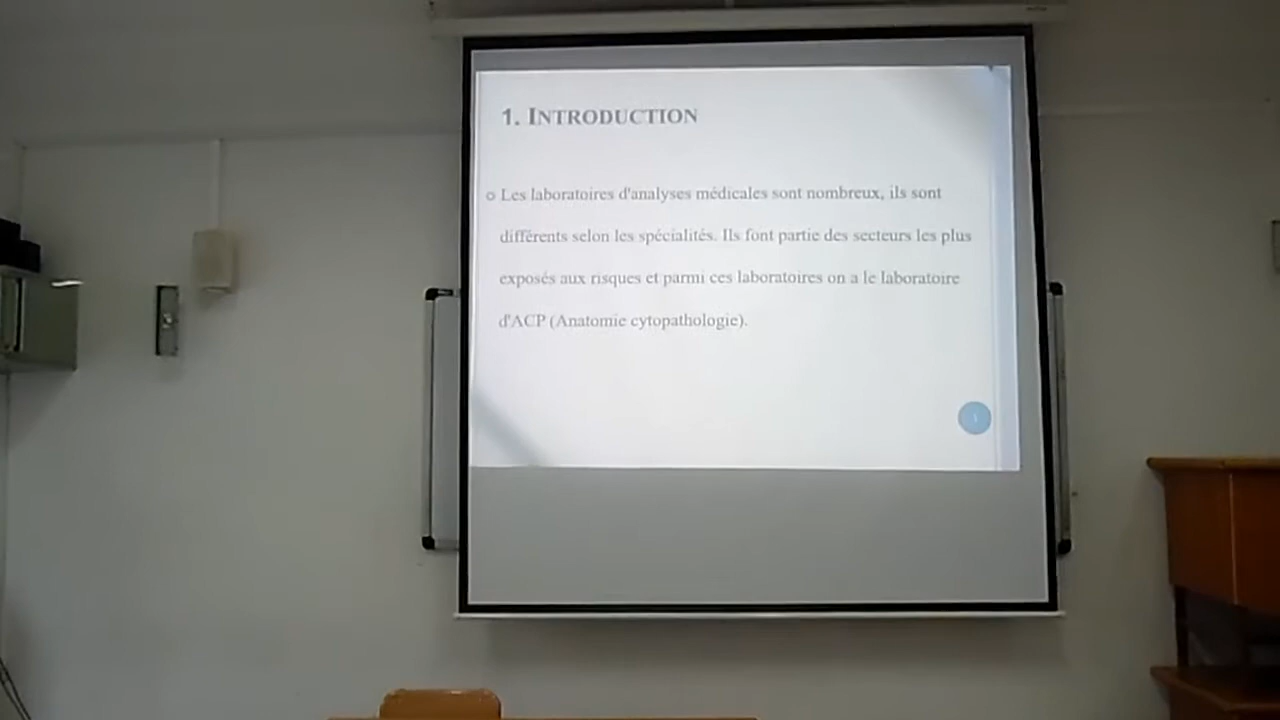 1. INTRODUCTION
Les laboratoires d'analyses médicales sont nombreux, ils sont
différents selon les spécialités. Ils font partie des secteurs les plus
exposés aux risques et parmi ces laboratoires on a le laboratoire
d'ACP (Anatomie cytopathologie).